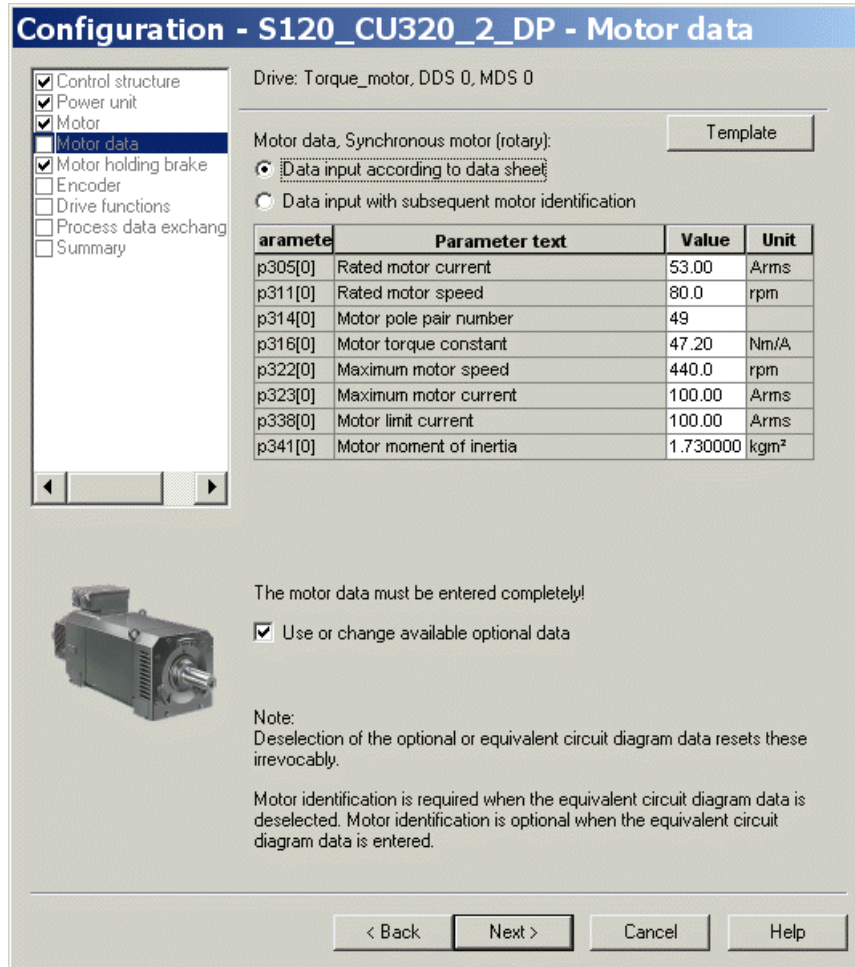 Configuration - S120_CU320_2_DP - Motor data
Control structure
Power unit
Motor
Motor data
Motor holding brake
Encoder
Drive functions
Process data exchang
Summary
Drive: Torque_motor, DDS 0, MDS 0
Motor data, Synchronous motor (rotary):
Template
Data input according to data sheet
Data input with subsequent motor identification
aramete Parameter text Value Unit
p305[0] Rated motor current 53.00 Arms
p311[0] Rated motor speed 80.0 rpm
p314[0] Motor pole pair number 49
p316[0] Motor torque constant 47.20 Nm/A
p322[0] Maximum motor speed 440.0 rpm
p323[0] Maximum motor current 100.00 Arms
p338[0] Motor limit current 100.00 Arms
p341[0] Motor moment of inertia 1.730000 kgm²
The motor data must be entered completely!
Use or change available optional data
Note:
Deselection of the optional or equivalent circuit diagram data resets these
irrevocably.
Motor identification is required when the equivalent circuit diagram data is
deselected. Motor identification is optional when the equivalent circuit
diagram data is entered.
< Back Next > Cancel Help